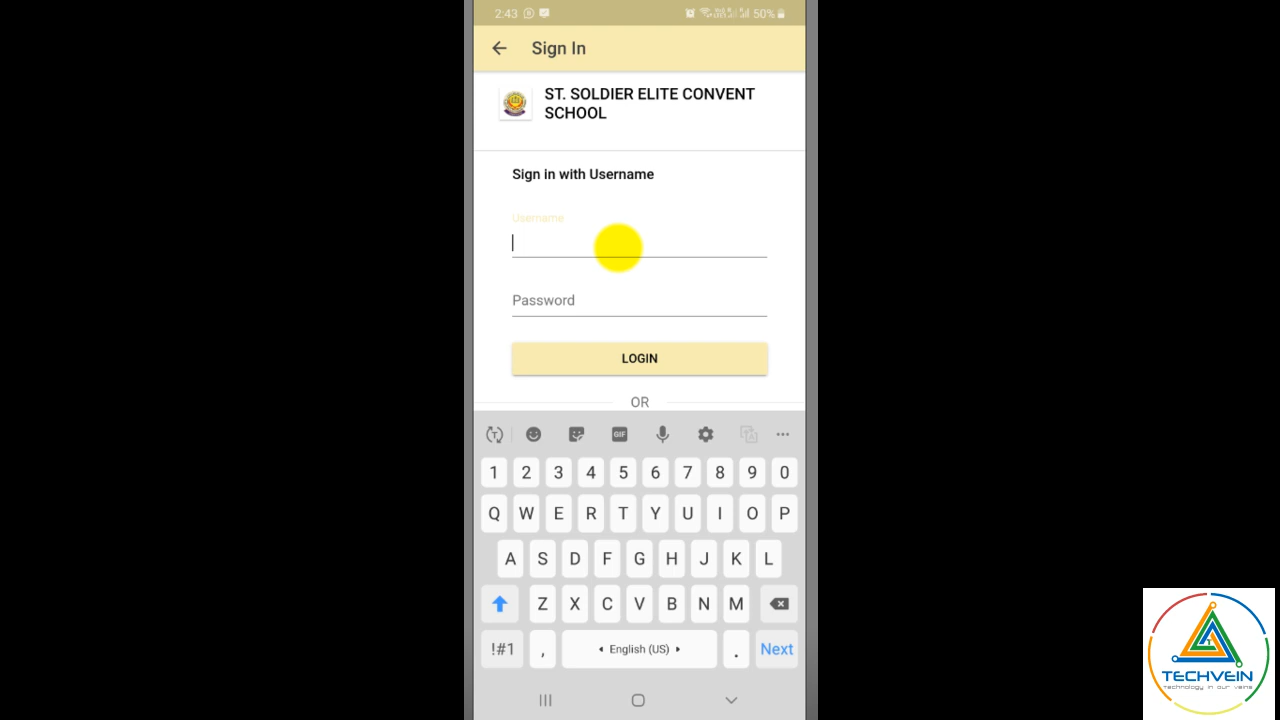 2:43 50%
Sign In
ST. SOLDIER ELITE CONVENT
SCHOOL
Sign in with Username
Username
Password
LOGIN
OR
GIF
1 2 3 4 5 6 7 8 9 0
Q W E R T Y U I O P
A S D F G H J K L
Z X C V B N M
!#1 , English (US) . Next
TECHVEIN
Technology in our veins